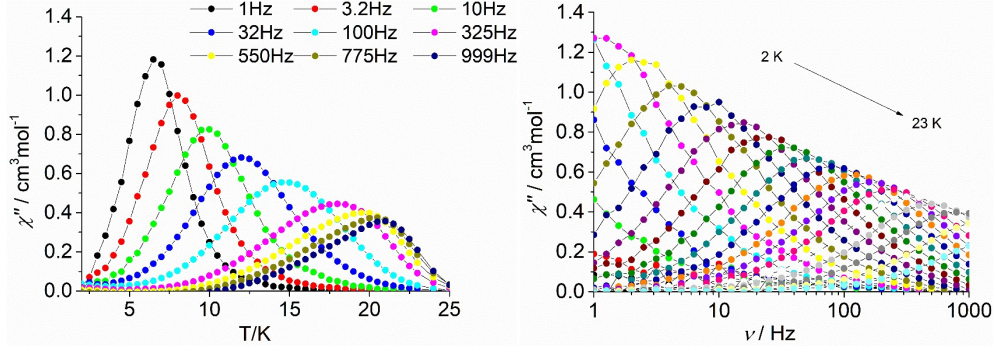 1Hz 3.2Hz 10Hz
32Hz 100Hz 325Hz
550Hz 775Hz 999Hz
χ'' / cm³mol⁻¹
1.4
1.2
1.0
0.8
0.6
0.4
0.2
0.0
5 10 15 20 25
T/K
2 K
23 K
χ'' / cm³mol⁻¹
1.4
1.2
1.0
0.8
0.6
0.4
0.2
0.0
1 10 100 1000
ν / Hz